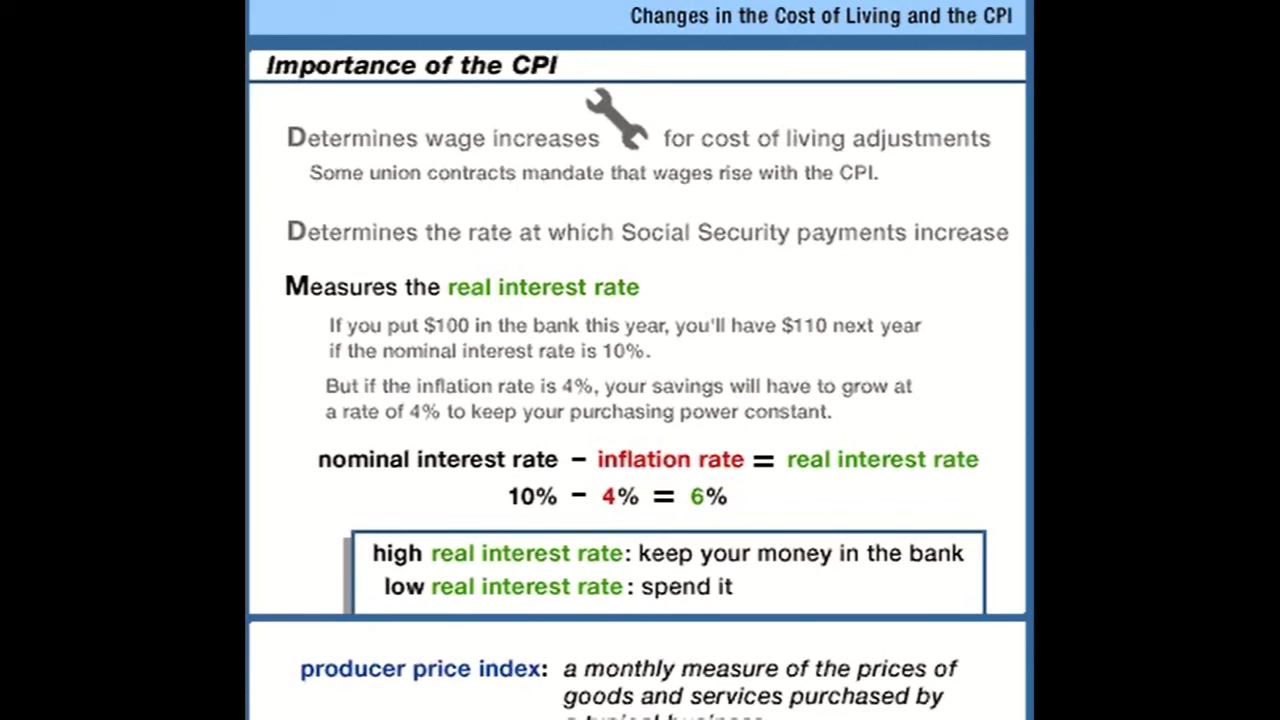 Changes in the Cost of Living and the CPI
Importance of the CPI
Determines wage increases for cost of living adjustments
Some union contracts mandate that wages rise with the CPI.
Determines the rate at which Social Security payments increase
Measures the real interest rate
If you put $100 in the bank this year, you'll have $110 next year
if the nominal interest rate is 10%.
But if the inflation rate is 4%, your savings will have to grow at
a rate of 4% to keep your purchasing power constant.
nominal interest rate − inflation rate = real interest rate
10% − 4% = 6%
high real interest rate: keep your money in the bank
low real interest rate: spend it
producer price index: a monthly measure of the prices of
goods and services purchased by
a typical business